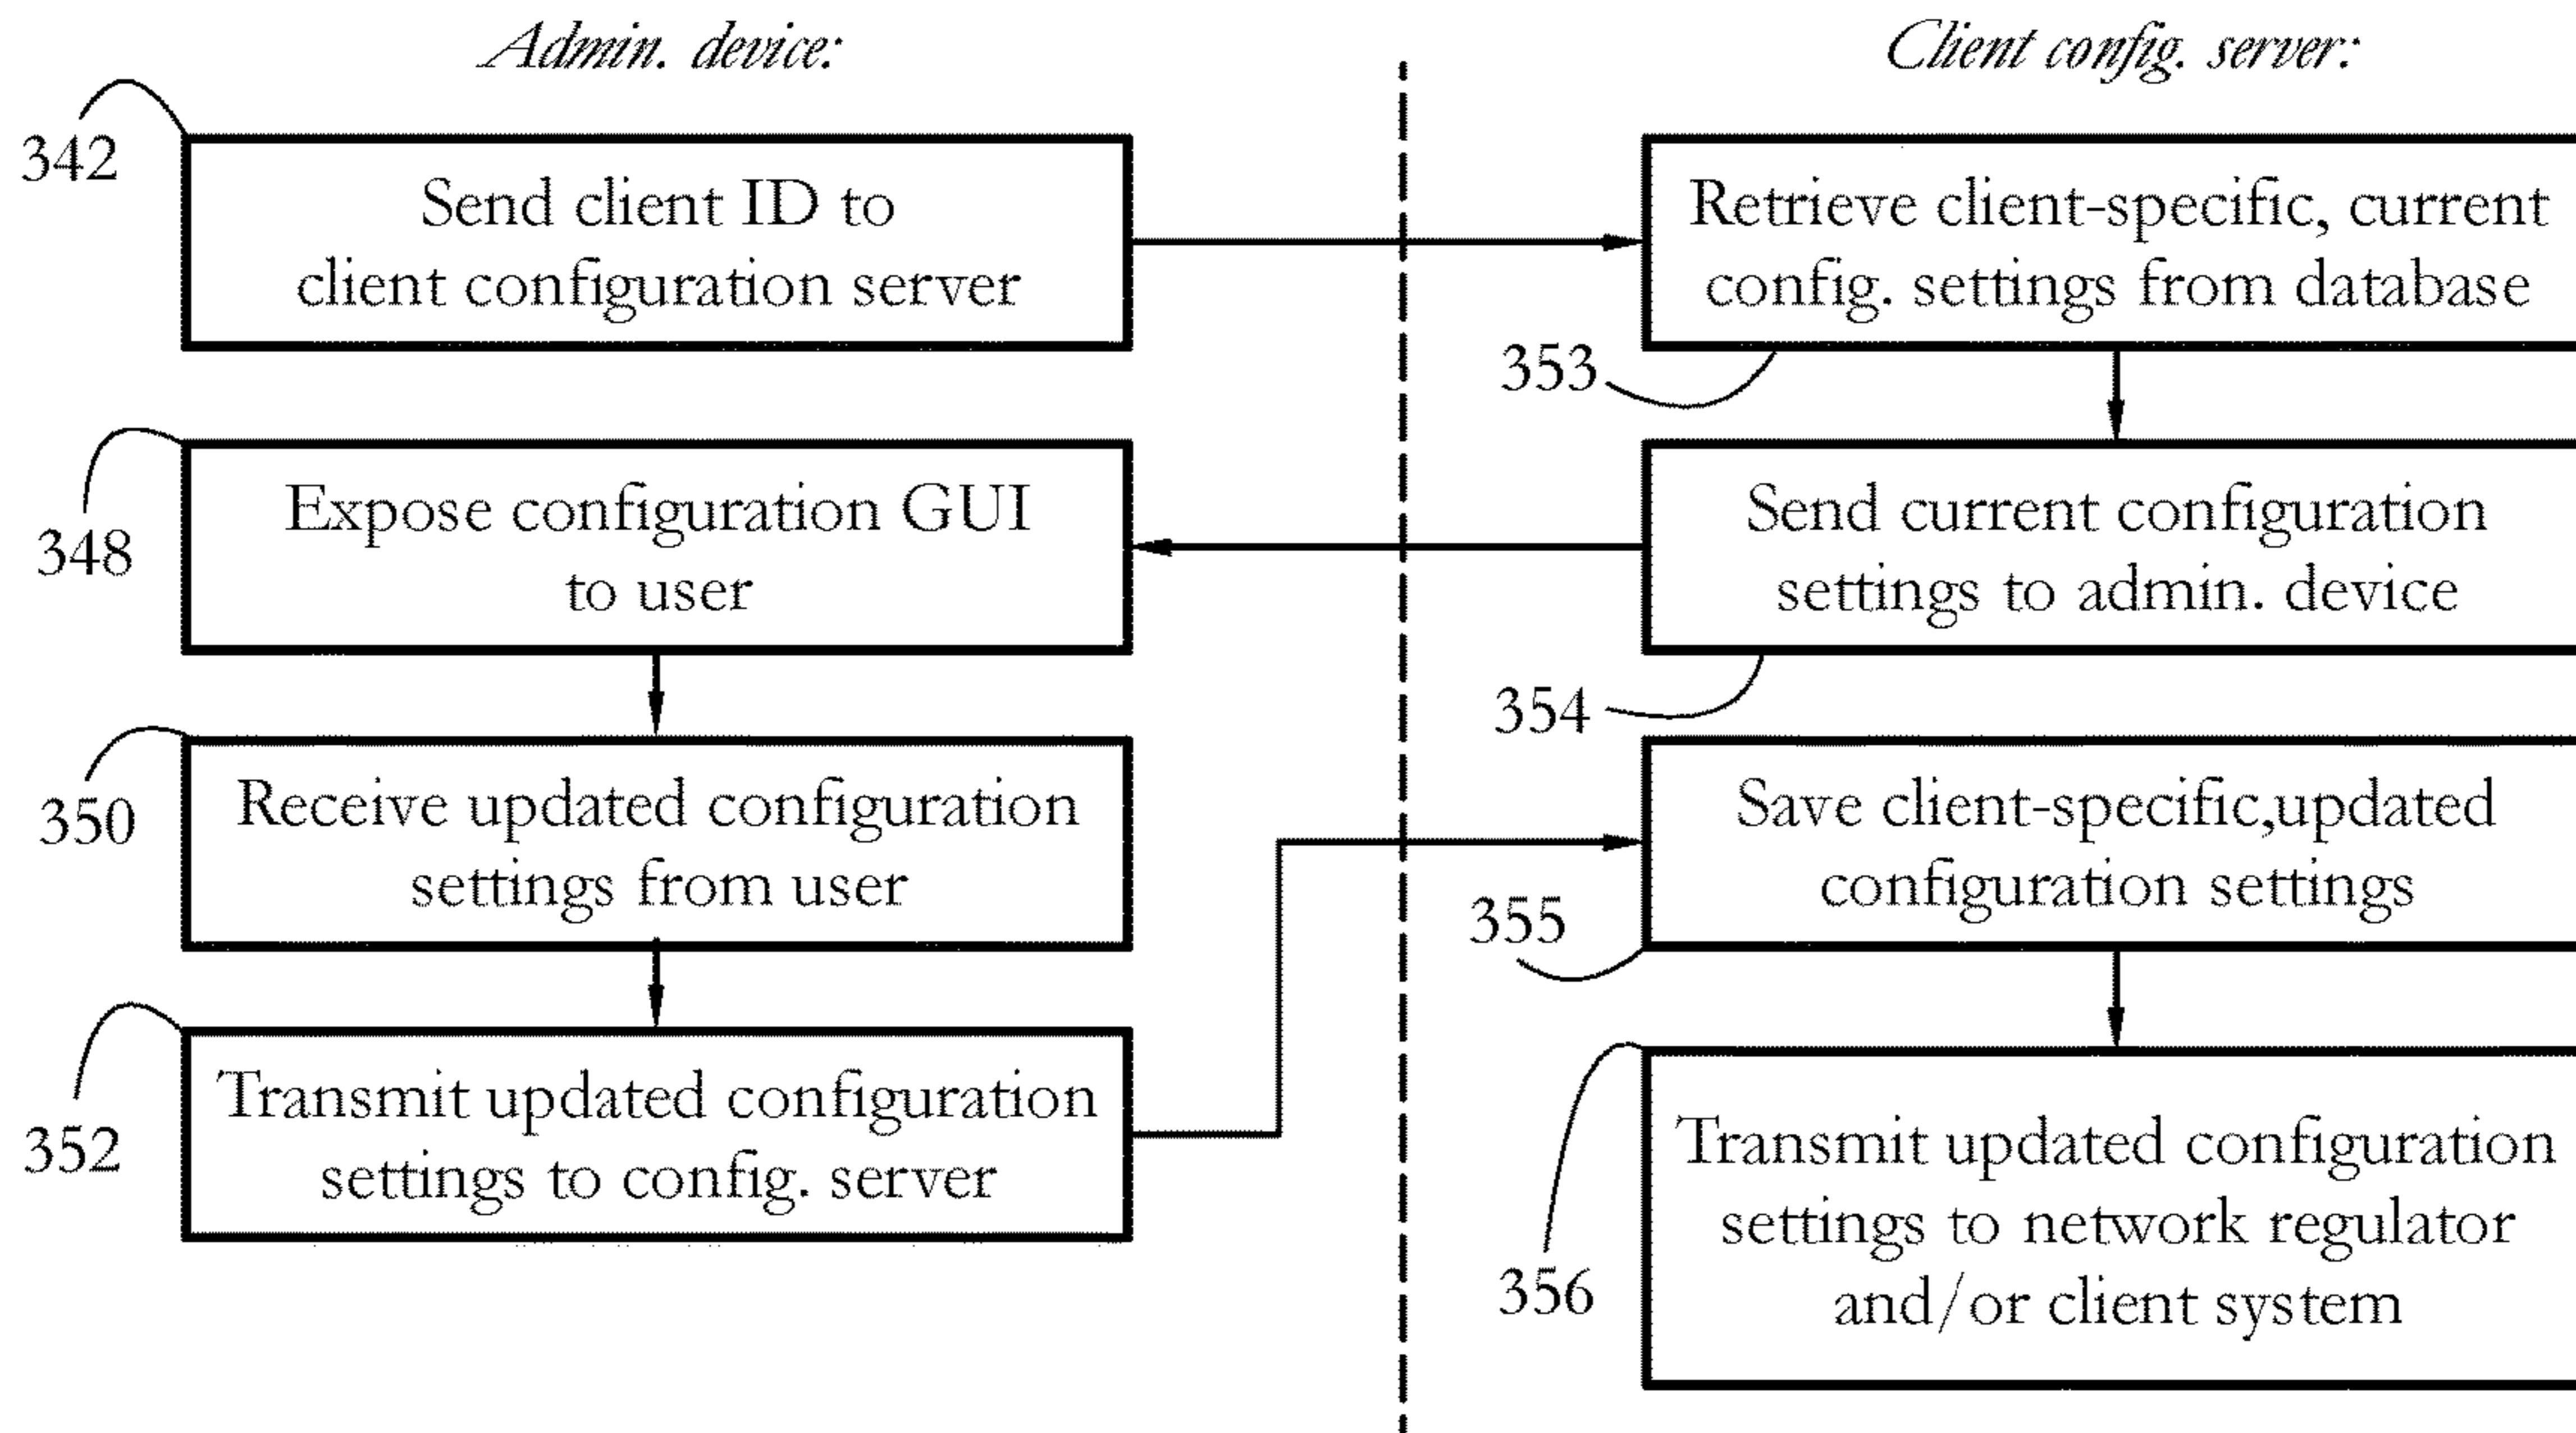 Admin. device:
Client config. server:
342
Send client ID to
client configuration server
Retrieve client-specific, current
config. settings from database
353
348
Expose configuration GUI
to user
Send current configuration
settings to admin. device
354
350
Receive updated configuration
settings from user
Save client-specific,updated
configuration settings
355
352
Transmit updated configuration
settings to config. server
Transmit updated configuration
settings to network regulator
and/or client system
356